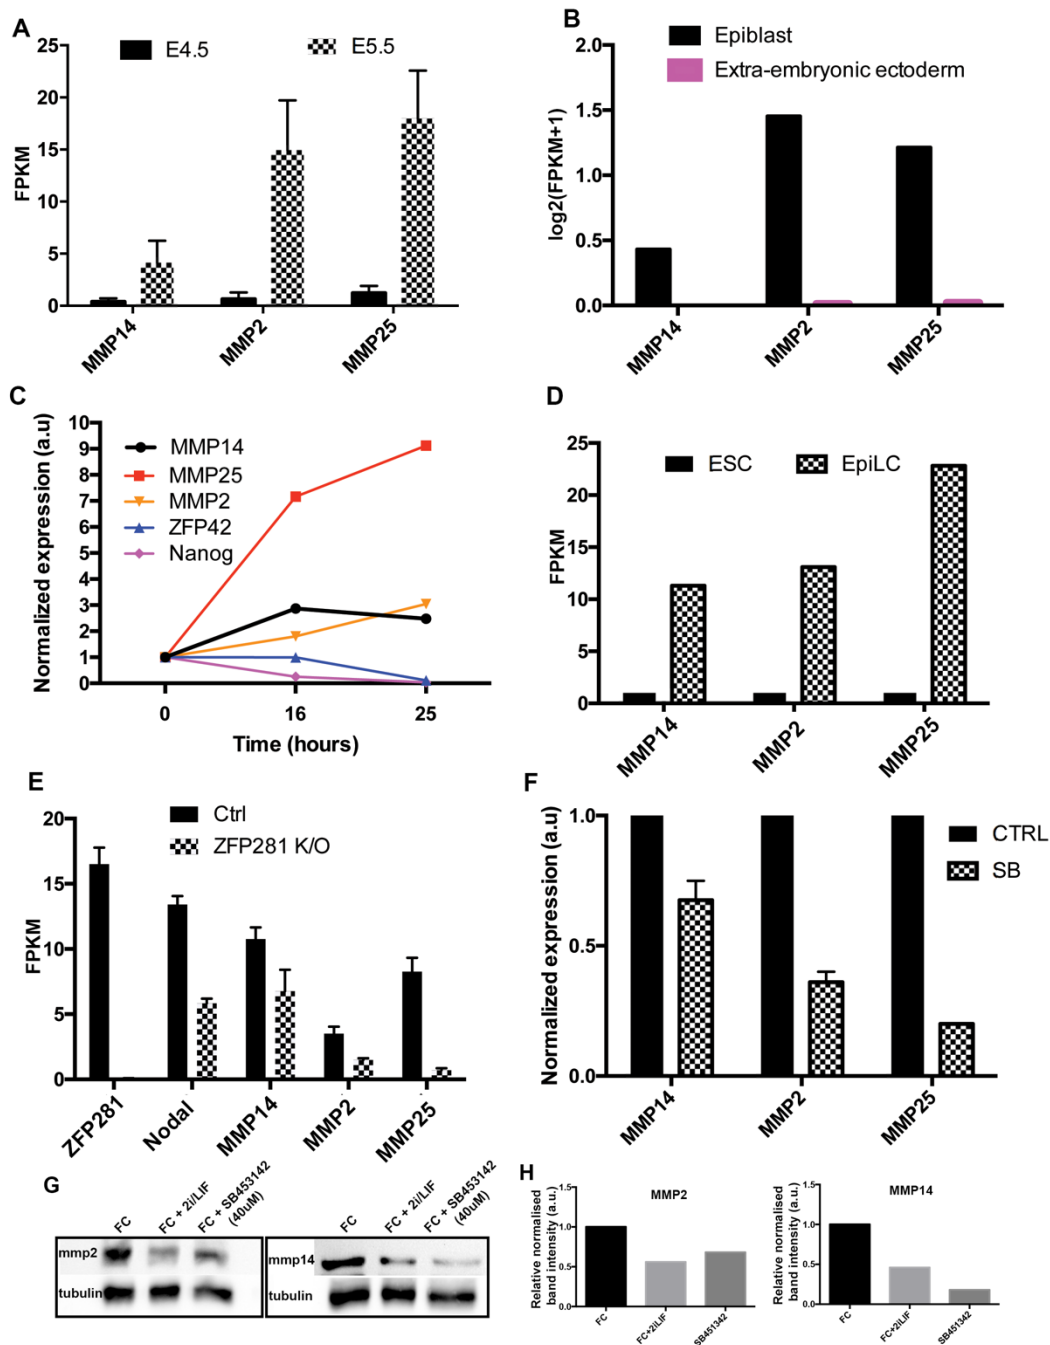 A
E4.5
E5.5
FPKM
25
20
15
10
5
0
MMP14
MMP2
MMP25
B
Epiblast
Extra-embryonic ectoderm
log2(FPKM+1)
2.0
1.5
1.0
0.5
0.0
MMP14
MMP2
MMP25
C
Normalized expression (a.u)
10
9
8
7
6
5
4
3
2
1
0
MMP14
MMP25
MMP2
ZFP42
Nanog
0
16
25
Time (hours)
D
ESC
EpiLC
FPKM
25
20
15
10
5
0
MMP14
MMP2
MMP25
E
Ctrl
ZFP281 K/O
FPKM
20
15
10
5
0
ZFP281
Nodal
MMP14
MMP2
MMP25
F
Normalized expression (a.u)
1.0
0.5
0.0
CTRL
SB
MMP14
MMP2
MMP25
G
FC
FC + 2i/LIF
FC + SB453142
(40uM)
mmp2
tubulin
FC
FC + 2i/LIF
FC + SB453142
(40uM)
mmp14
tubulin
H
MMP2
Relative normalised
band intensity (a.u.)
1.5
1.0
0.5
0.0
FC
FC+2iLIF
SB451342
MMP14
Relative normalised
band intensity (a.u.)
1.5
1.0
0.5
0.0
FC
FC+2iLIF
SB451342